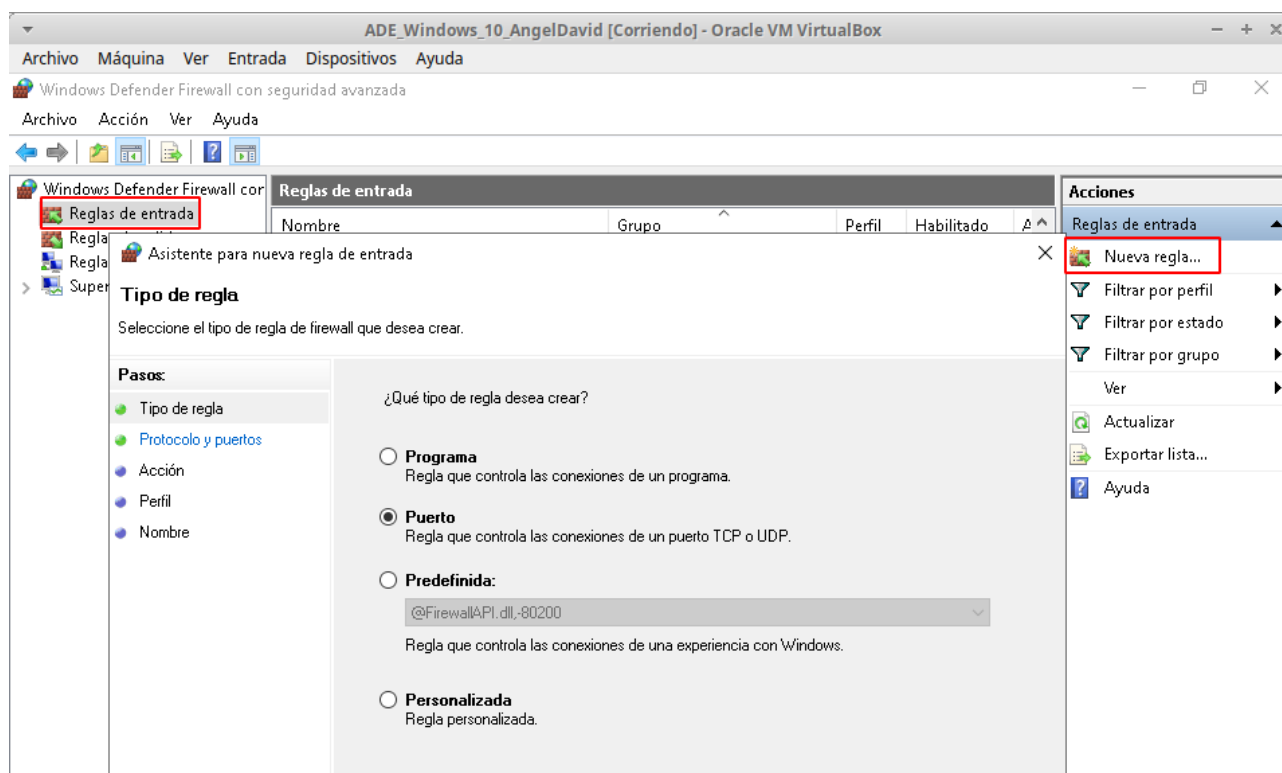 ADE_Windows_10_AngelDavid [Corriendo] - Oracle VM VirtualBox
Archivo Máquina Ver Entrada Dispositivos Ayuda
Windows Defender Firewall con seguridad avanzada
Archivo Acción Ver Ayuda
Windows Defender Firewall cor
Reglas de entrada
Regla
Regla
Super
Reglas de entrada
Nombre Grupo Perfil Habilitado A
Asistente para nueva regla de entrada
Tipo de regla
Seleccione el tipo de regla de firewall que desea crear.
Pasos:
Tipo de regla
Protocolo y puertos
Acción
Perfil
Nombre
¿Qué tipo de regla desea crear?
Programa
Regla que controla las conexiones de un programa.
Puerto
Regla que controla las conexiones de un puerto TCP o UDP.
Predefinida:
@FirewallAPI.dll,-80200
Regla que controla las conexiones de una experiencia con Windows.
Personalizada
Regla personalizada.
Acciones
Reglas de entrada
Nueva regla...
Filtrar por perfil
Filtrar por estado
Filtrar por grupo
Ver
Actualizar
Exportar lista...
Ayuda